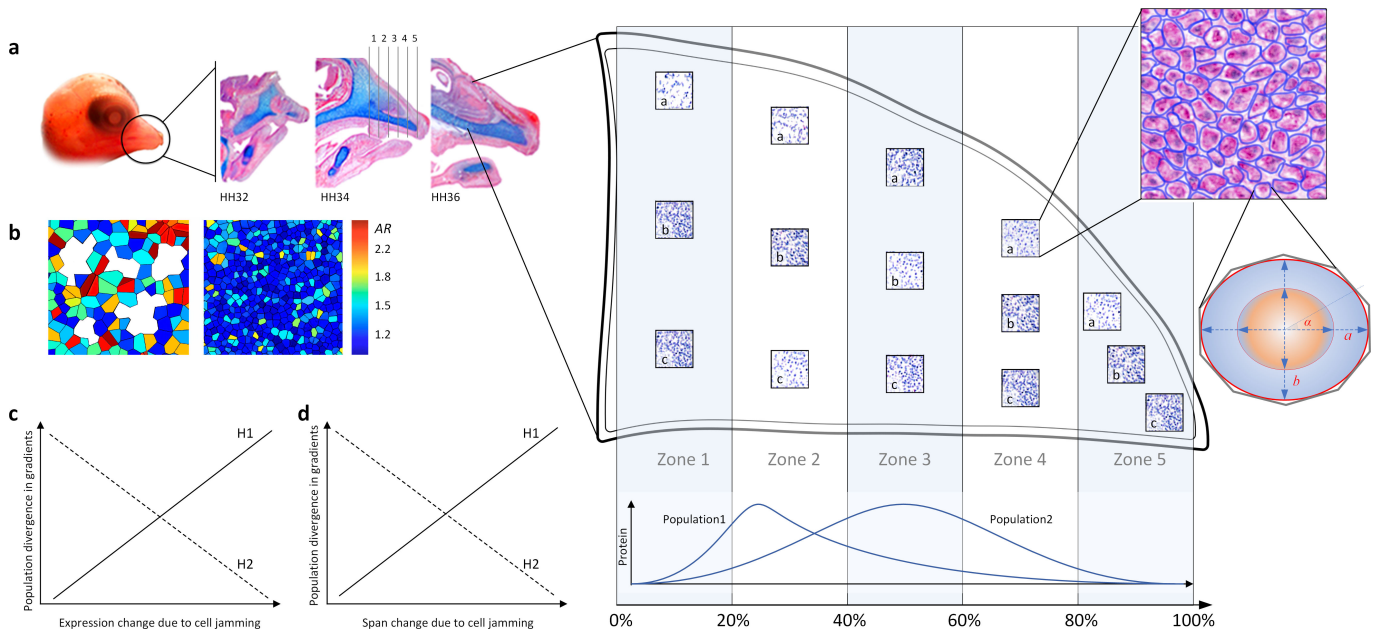 a
1 2 3 4 5
HH32
HH34
HH36
b
AR
2.2
1.8
1.5
1.2
c
Population divergence in gradients
H1
H2
Expression change due to cell jamming
d
Population divergence in gradients
H1
H2
Span change due to cell jamming
a
b
c
a
b
c
a
b
c
a
b
c
a
b
c
Zone 1
Zone 2
Zone 3
Zone 4
Zone 5
Protein
Population1
Population2
0%
20%
40%
60%
80%
100%
α
a
b